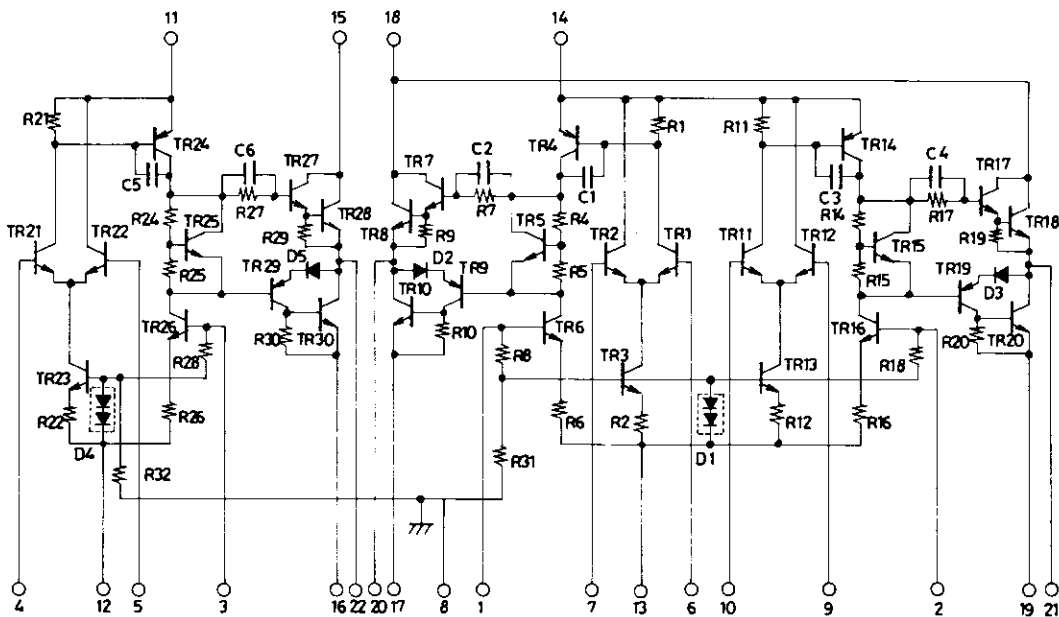 11 15 18 14
R21 TR24 R1 R11
TR4 TR14
C5 C6 TR27 TR7 C2 C1 C3 C4 TR17
R24 TR25 R27 TR28 R7 R4 R14 R17 TR18
TR21 TR22 R29 TR8 R9 TR5 TR2 TR1 TR11 TR12 TR15 R19
R25 TR29 D5 D2 TR9 R5 R15 TR19 D3
TR26 R30 TR30 TR10 R10 TR6 TR16 R20 TR20
TR23 R28 R8 TR3 TR13 R18
R22 R26 R6 R2 R12 R16
D4 R32 R31 D1
4 12 5 3 16 22 20 17 8 1 7 13 6 10 9 2 19 21